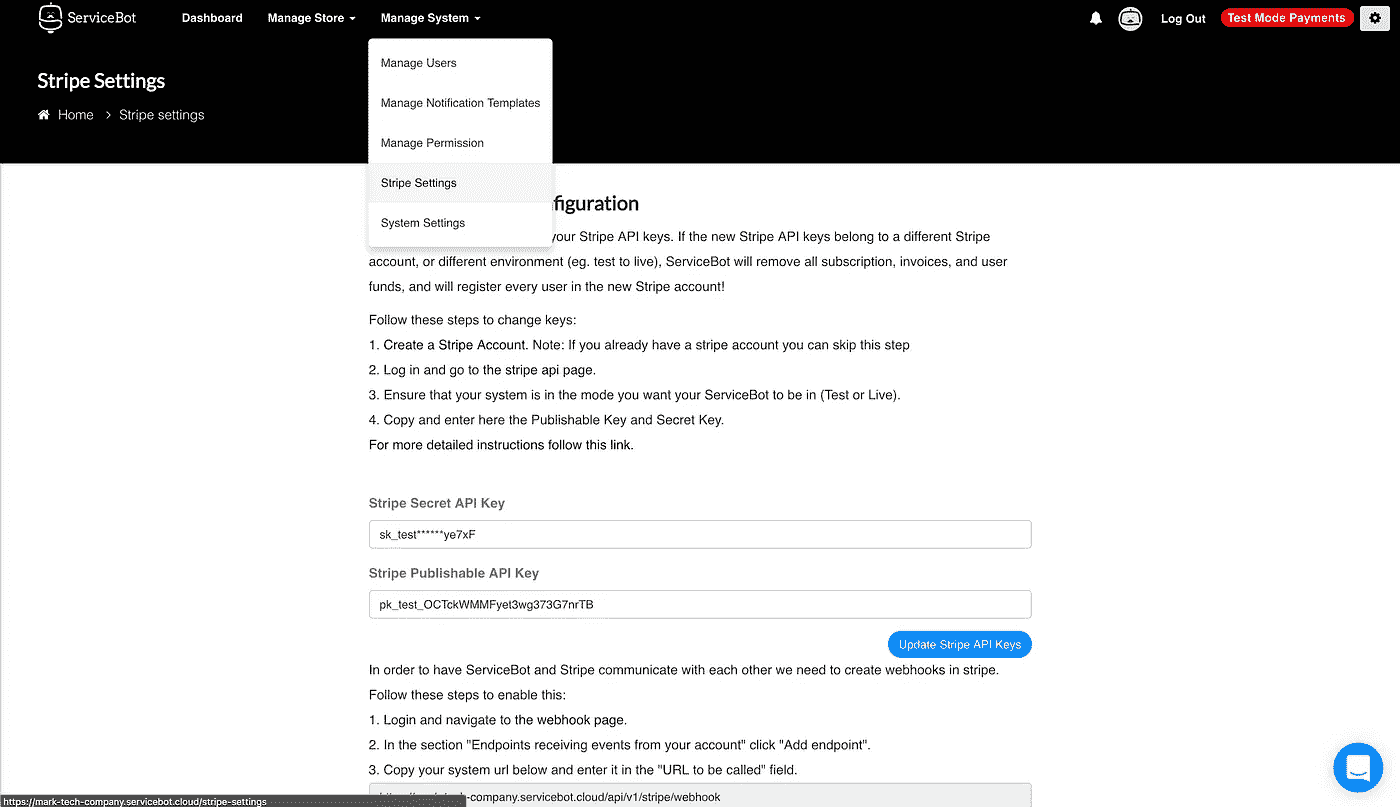 ServiceBot
Dashboard
Manage Store
Manage System
Log Out
Test Mode Payments
Manage Users
Manage Notification Templates
Manage Permission
Stripe Settings
System Settings
Stripe Settings
Home > Stripe settings
figuration
your Stripe API keys. If the new Stripe API keys belong to a different Stripe
account, or different environment (eg. test to live), ServiceBot will remove all subscription, invoices, and user
funds, and will register every user in the new Stripe account!
Follow these steps to change keys:
1. Create a Stripe Account. Note: If you already have a stripe account you can skip this step
2. Log in and go to the stripe api page.
3. Ensure that your system is in the mode you want your ServiceBot to be in (Test or Live).
4. Copy and enter here the Publishable Key and Secret Key.
For more detailed instructions follow this link.
Stripe Secret API Key
sk_test******ye7xF
Stripe Publishable API Key
pk_test_OCTckWMMFyet3wg373G7nrTB
Update Stripe API Keys
In order to have ServiceBot and Stripe communicate with each other we need to create webhooks in stripe.
Follow these steps to enable this:
1. Login and navigate to the webhook page.
2. In the section "Endpoints receiving events from your account" click "Add endpoint".
3. Copy your system url below and enter it in the "URL to be called" field.
-company.servicebot.cloud/api/v1/stripe/webhook
https://mark-tech-company.servicebot.cloud/stripe-settings